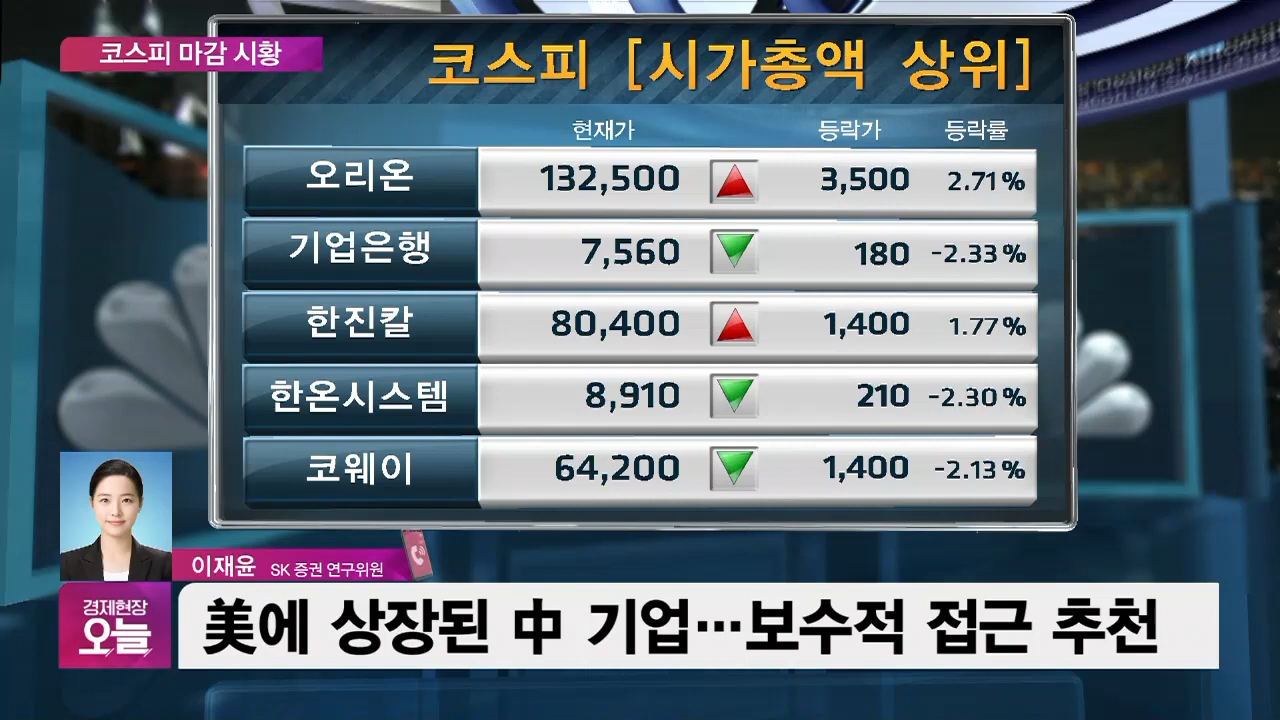 코스피 마감 시황
코스피 [시가총액 상위]
현재가 등락가 등락률
오리온 132,500 ▲ 3,500 2.71%
기업은행 7,560 ▼ 180 -2.33%
한진칼 80,400 ▲ 1,400 1.77%
한온시스템 8,910 ▼ 210 -2.30%
코웨이 64,200 ▼ 1,400 -2.13%
이재윤 SK 증권 연구위원
경제현장
오늘
美에 상장된 中 기업…보수적 접근 추천